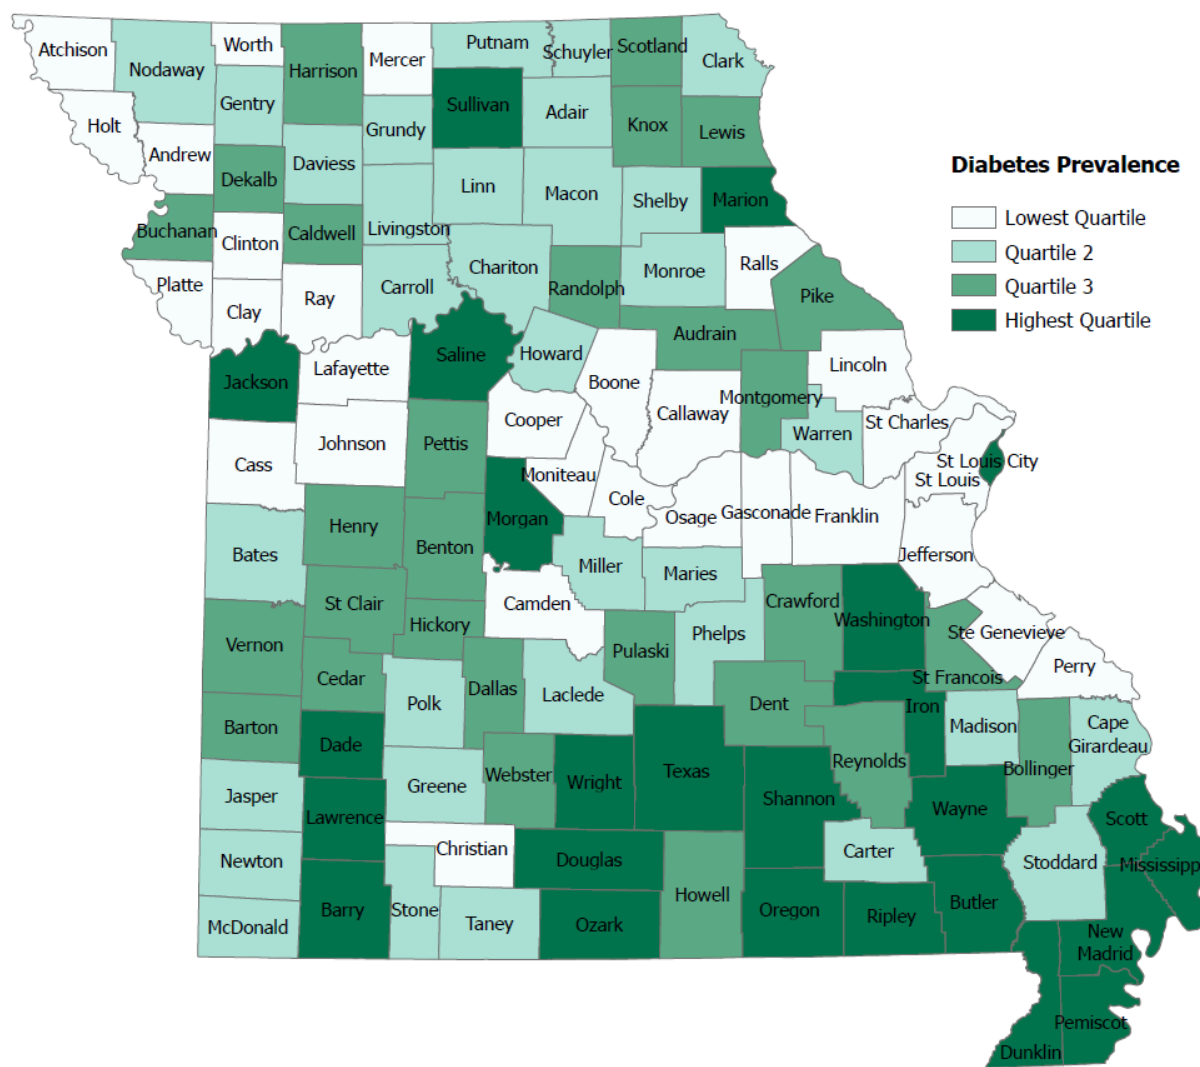 Atchison
Nodaway
Worth
Harrison
Mercer
Putnam
Schuyler
Scotland
Clark
Holt
Gentry
Grundy
Sullivan
Adair
Knox
Lewis
Andrew
Dekalb
Daviess
Linn
Macon
Shelby
Marion
Buchanan
Clinton
Caldwell
Livingston
Chariton
Randolph
Monroe
Ralls
Pike
Platte
Clay
Ray
Carroll
Audrain
Jackson
Lafayette
Saline
Howard
Boone
Callaway
Montgomery
Lincoln
Cass
Johnson
Pettis
Cooper
Moniteau
Warren
St Charles
St Louis City
St Louis
Henry
Benton
Morgan
Cole
Osage
Gasconade
Franklin
Jefferson
Bates
St Clair
Hickory
Camden
Miller
Maries
Phelps
Crawford
Washington
Ste Genevieve
Perry
Vernon
Cedar
Polk
Dallas
Laclede
Pulaski
Dent
St Francois
Iron
Madison
Cape
Girardeau
Barton
Dade
Greene
Webster
Wright
Texas
Shannon
Reynolds
Bollinger
Jasper
Lawrence
Christian
Douglas
Wayne
Scott
Newton
Barry
Stone
Taney
Ozark
Howell
Oregon
Carter
Ripley
Butler
Stoddard
Mississipp
McDonald
New
Madrid
Pemiscot
Dunklin
Diabetes Prevalence
Lowest Quartile
Quartile 2
Quartile 3
Highest Quartile